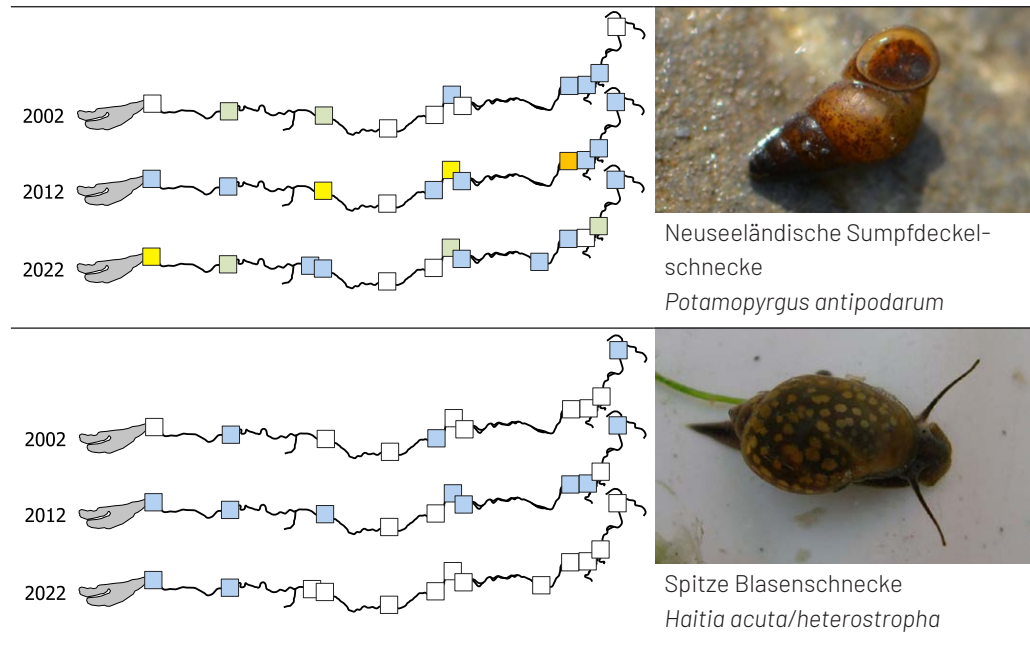 2002
2012
2022
Neuseeländische Sumpfdeckel-
schnecke
Potamopyrgus antipodarum
2002
2012
2022
Spitze Blasenschnecke
Haitia acuta/heterostropha